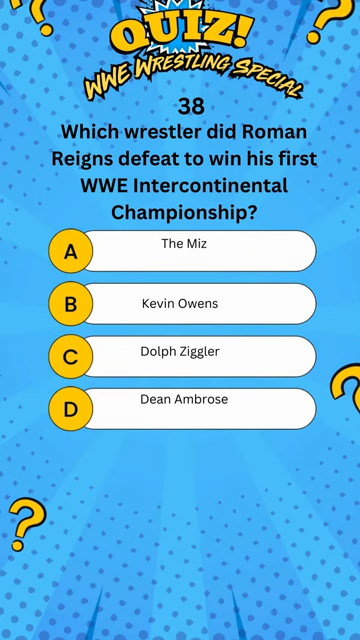 QUIZ!
WWE WRESTLING SPECIAL
38
Which wrestler did Roman
Reigns defeat to win his first
WWE Intercontinental
Championship?
A The Miz
B Kevin Owens
C Dolph Ziggler
D Dean Ambrose